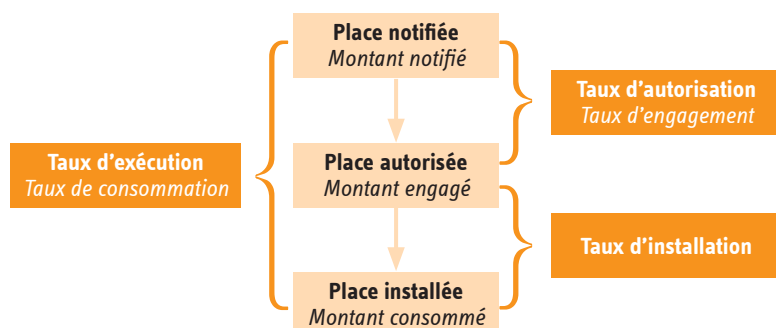 Place notifiée
Montant notifié
Taux d'autorisation
Taux d'engagement
Taux d'exécution
Taux de consommation
Place autorisée
Montant engagé
Taux d'installation
Place installée
Montant consommé